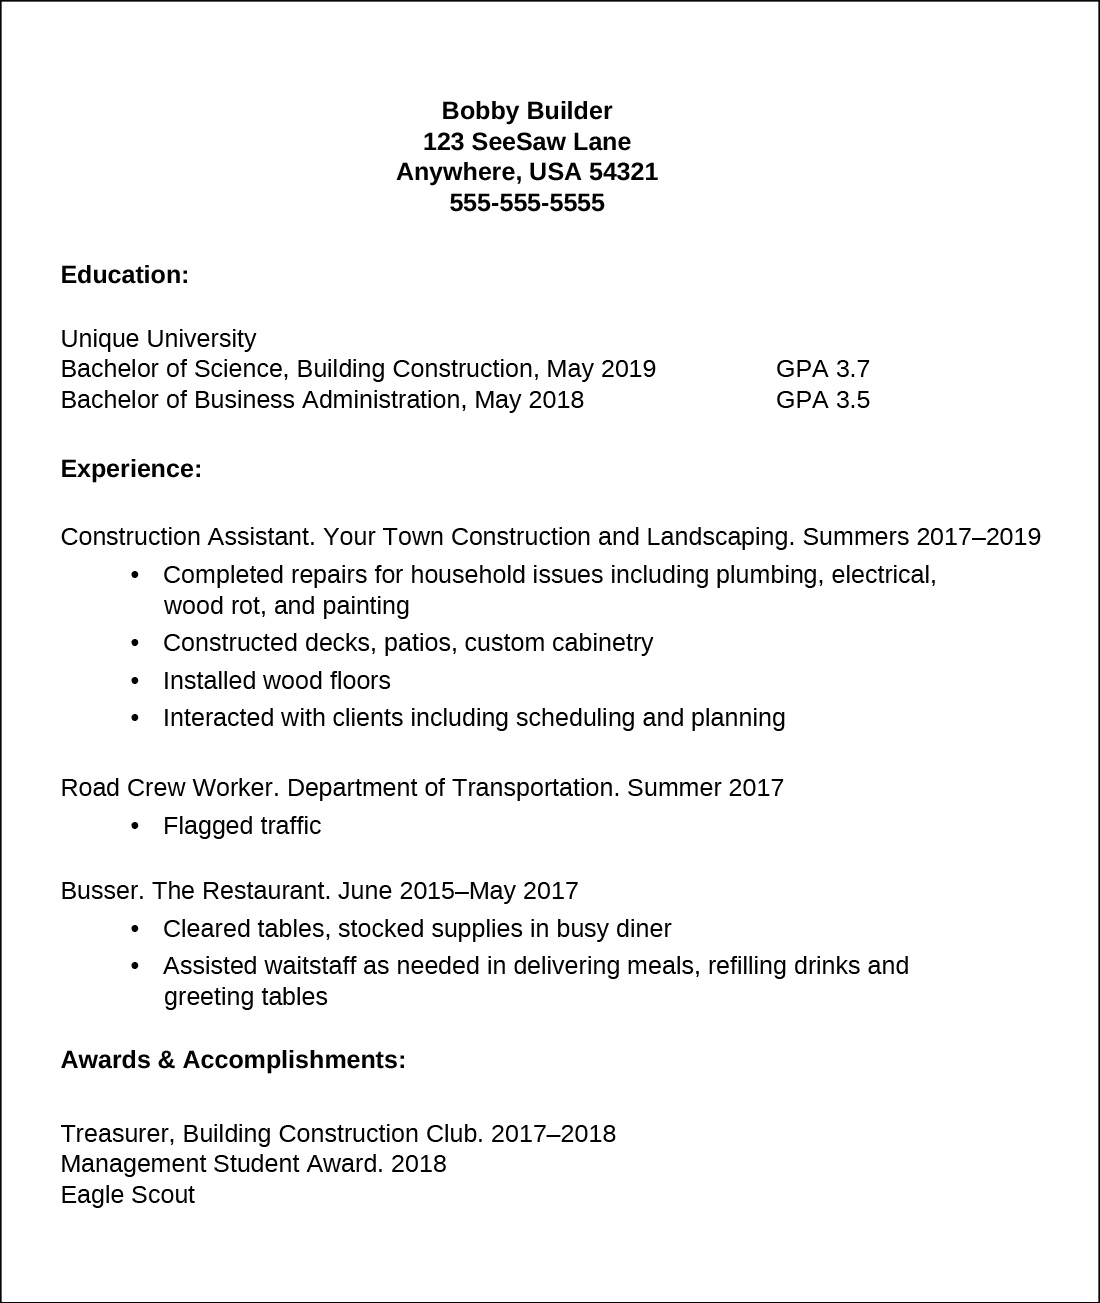 Bobby Builder
123 SeeSaw Lane
Anywhere, USA 54321
555-555-5555
Education:
Unique University
Bachelor of Science, Building Construction, May 2019 GPA 3.7
Bachelor of Business Administration, May 2018 GPA 3.5
Experience:
Construction Assistant. Your Town Construction and Landscaping. Summers 2017–2019
• Completed repairs for household issues including plumbing, electrical,
wood rot, and painting
• Constructed decks, patios, custom cabinetry
• Installed wood floors
• Interacted with clients including scheduling and planning
Road Crew Worker. Department of Transportation. Summer 2017
• Flagged traffic
Busser. The Restaurant. June 2015–May 2017
• Cleared tables, stocked supplies in busy diner
• Assisted waitstaff as needed in delivering meals, refilling drinks and
greeting tables
Awards & Accomplishments:
Treasurer, Building Construction Club. 2017–2018
Management Student Award. 2018
Eagle Scout